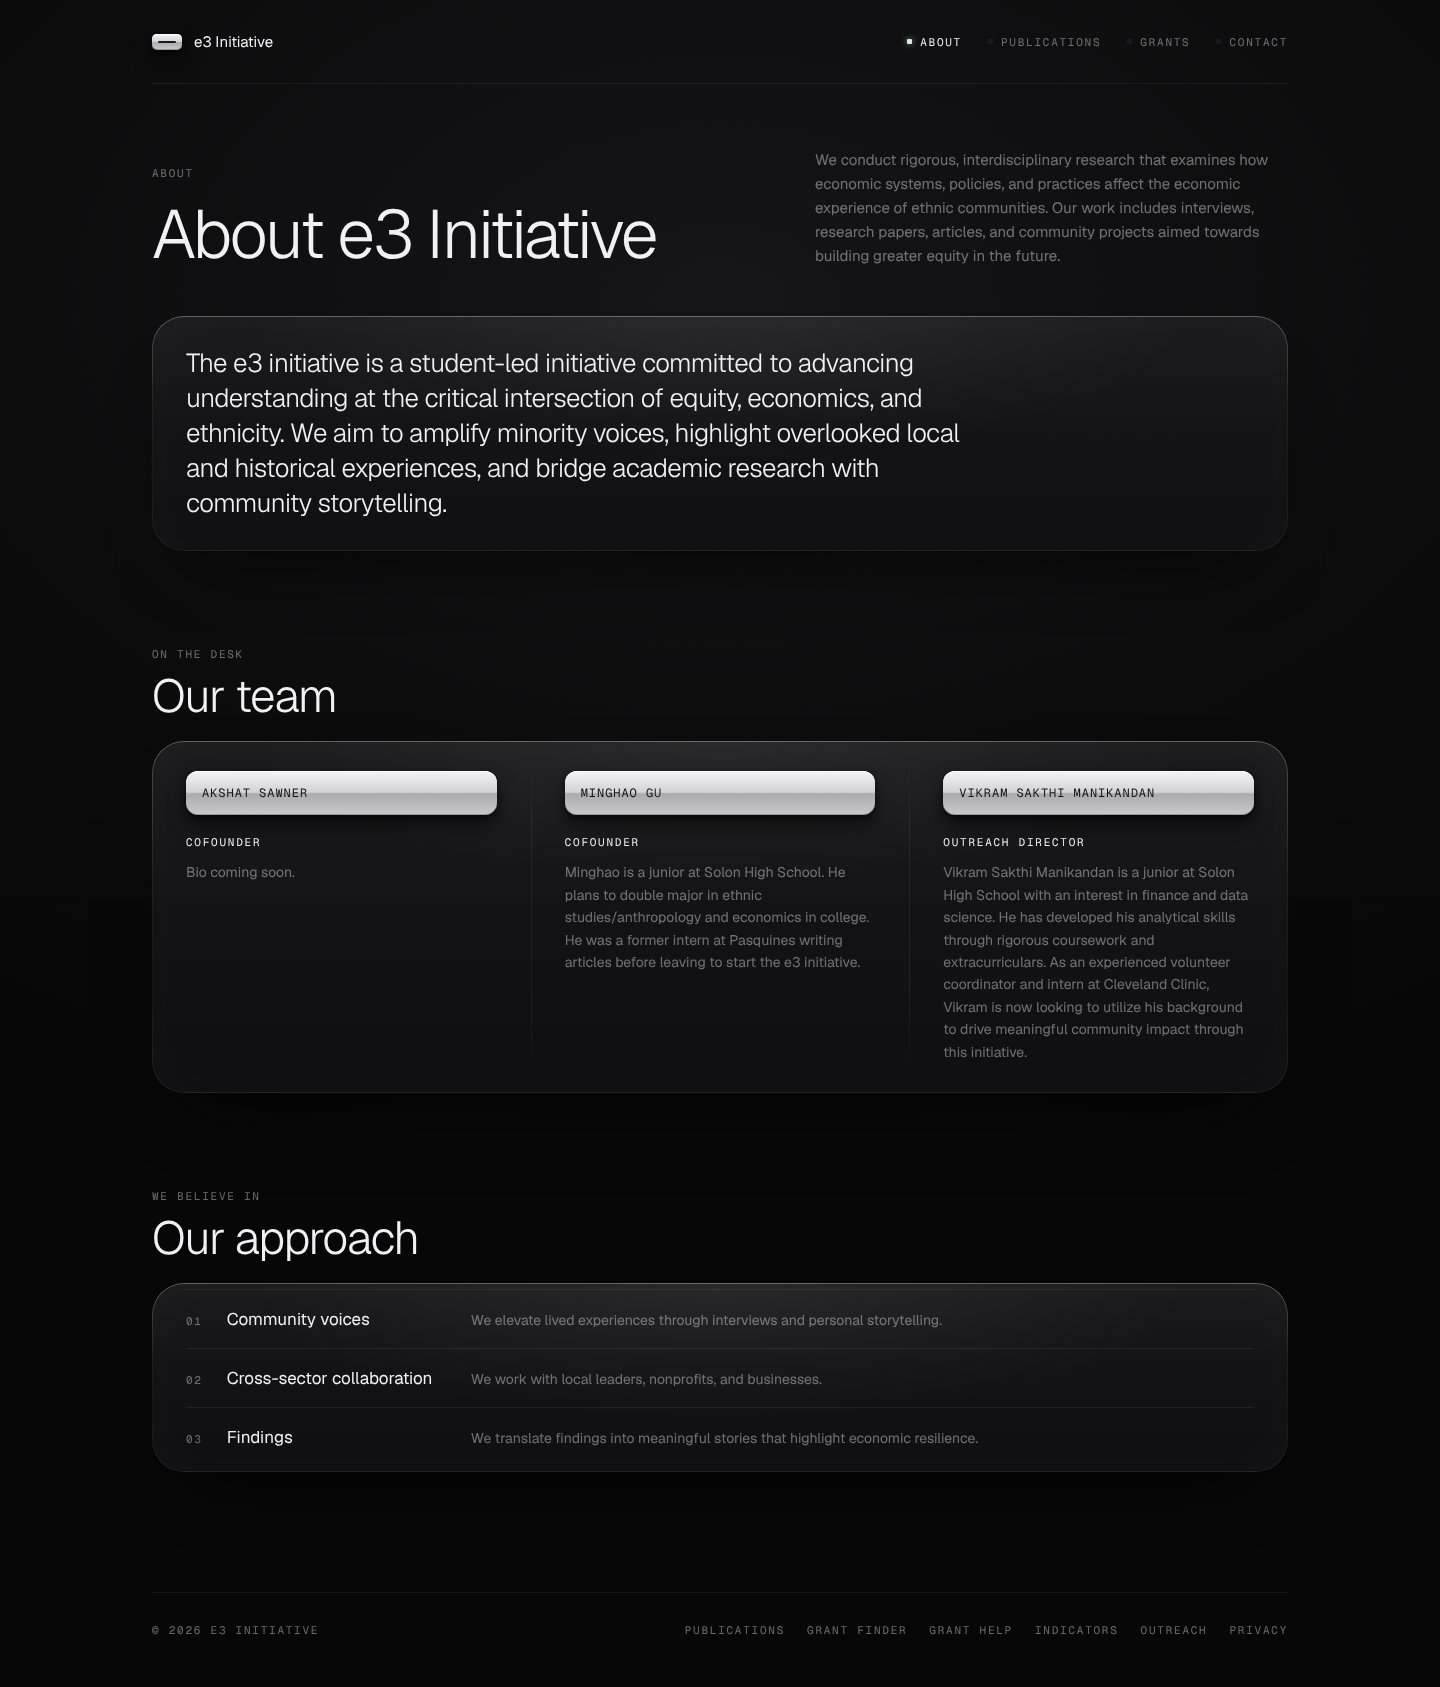 e3 Initiative
ABOUT
PUBLICATIONS
GRANTS
CONTACT
ABOUT
About e3 Initiative
We conduct rigorous, interdisciplinary research that examines how
economic systems, policies, and practices affect the economic
experience of ethnic communities. Our work includes interviews,
research papers, articles, and community projects aimed towards
building greater equity in the future.
The e3 initiative is a student-led initiative committed to advancing
understanding at the critical intersection of equity, economics, and
ethnicity. We aim to amplify minority voices, highlight overlooked local
and historical experiences, and bridge academic research with
community storytelling.
ON THE DESK
Our team
AKSHAT SAWNER
COFOUNDER
Bio coming soon.
MINGHAO GU
COFOUNDER
Minghao is a junior at Solon High School. He
plans to double major in ethnic
studies/anthropology and economics in college.
He was a former intern at Pasquines writing
articles before leaving to start the e3 initiative.
VIKRAM SAKTHI MANIKANDAN
OUTREACH DIRECTOR
Vikram Sakthi Manikandan is a junior at Solon
High School with an interest in finance and data
science. He has developed his analytical skills
through rigorous coursework and
extracurriculars. As an experienced volunteer
coordinator and intern at Cleveland Clinic,
Vikram is now looking to utilize his background
to drive meaningful community impact through
this initiative.
WE BELIEVE IN
Our approach
01 Community voices We elevate lived experiences through interviews and personal storytelling.
02 Cross-sector collaboration We work with local leaders, nonprofits, and businesses.
03 Findings We translate findings into meaningful stories that highlight economic resilience.
© 2026 E3 INITIATIVE
PUBLICATIONS GRANT FINDER GRANT HELP INDICATORS OUTREACH PRIVACY